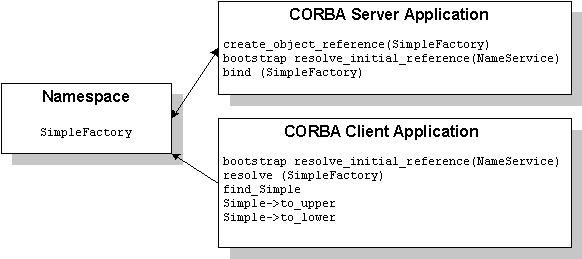 CORBA Server Application
create_object_reference(SimpleFactory)
bootstrap resolve_initial_reference(NameService)
bind (SimpleFactory)
Namespace
SimpleFactory
CORBA Client Application
bootstrap resolve_initial_reference(NameService)
resolve (SimpleFactory)
find_Simple
Simple->to_upper
Simple->to_lower